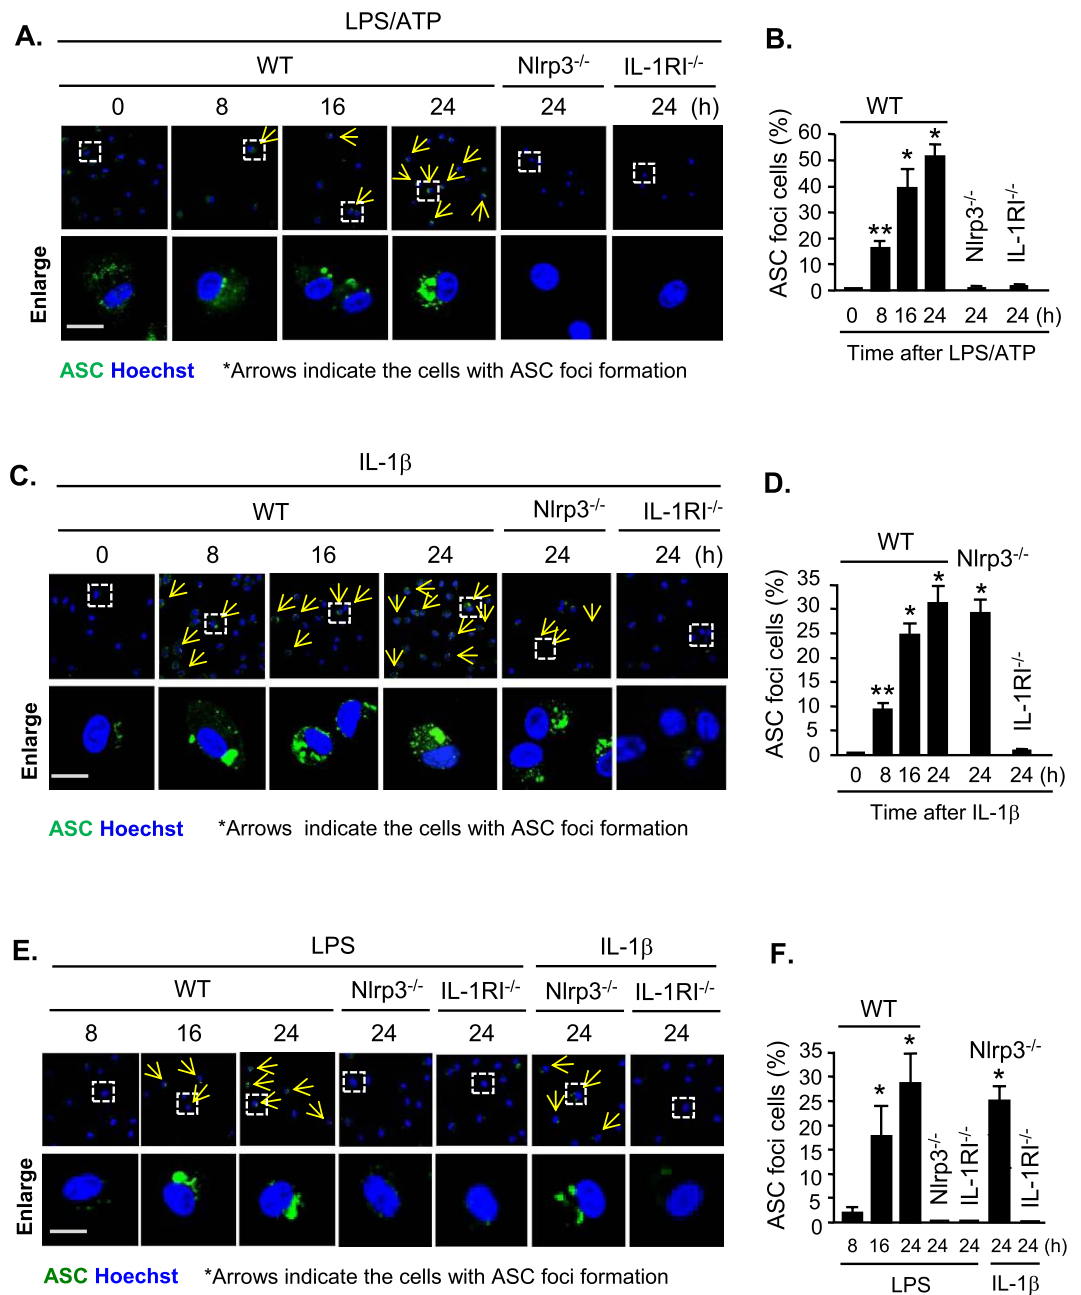 A.
LPS/ATP
WT Nlrp3-/- IL-1RI-/-
0 8 16 24 24 24 (h)
Enlarge
ASC Hoechst *Arrows indicate the cells with ASC foci formation
B.
WT
ASC foci cells (%)
60
50
40
30
20
10
0
** * *
Nlrp3-/-
IL-1RI-/-
0 8 16 24 24 24 (h)
Time after LPS/ATP
C.
IL-1β
WT Nlrp3-/- IL-1RI-/-
0 8 16 24 24 24 (h)
Enlarge
ASC Hoechst *Arrows indicate the cells with ASC foci formation
D.
WT Nlrp3-/-
ASC foci cells (%)
35
30
25
20
15
10
5
0
** * * *
IL-1RI-/-
0 8 16 24 24 24 (h)
Time after IL-1β
E.
LPS IL-1β
WT Nlrp3-/- IL-1RI-/- Nlrp3-/- IL-1RI-/-
8 16 24 24 24 24 24
Enlarge
ASC Hoechst *Arrows indicate the cells with ASC foci formation
F.
WT
Nlrp3-/-
ASC foci cells (%)
35
30
25
20
15
10
5
0
* * *
Nlrp3-/-
IL-1RI-/-
IL-1RI-/-
8 16 24 24 24 24 24 (h)
LPS IL-1β